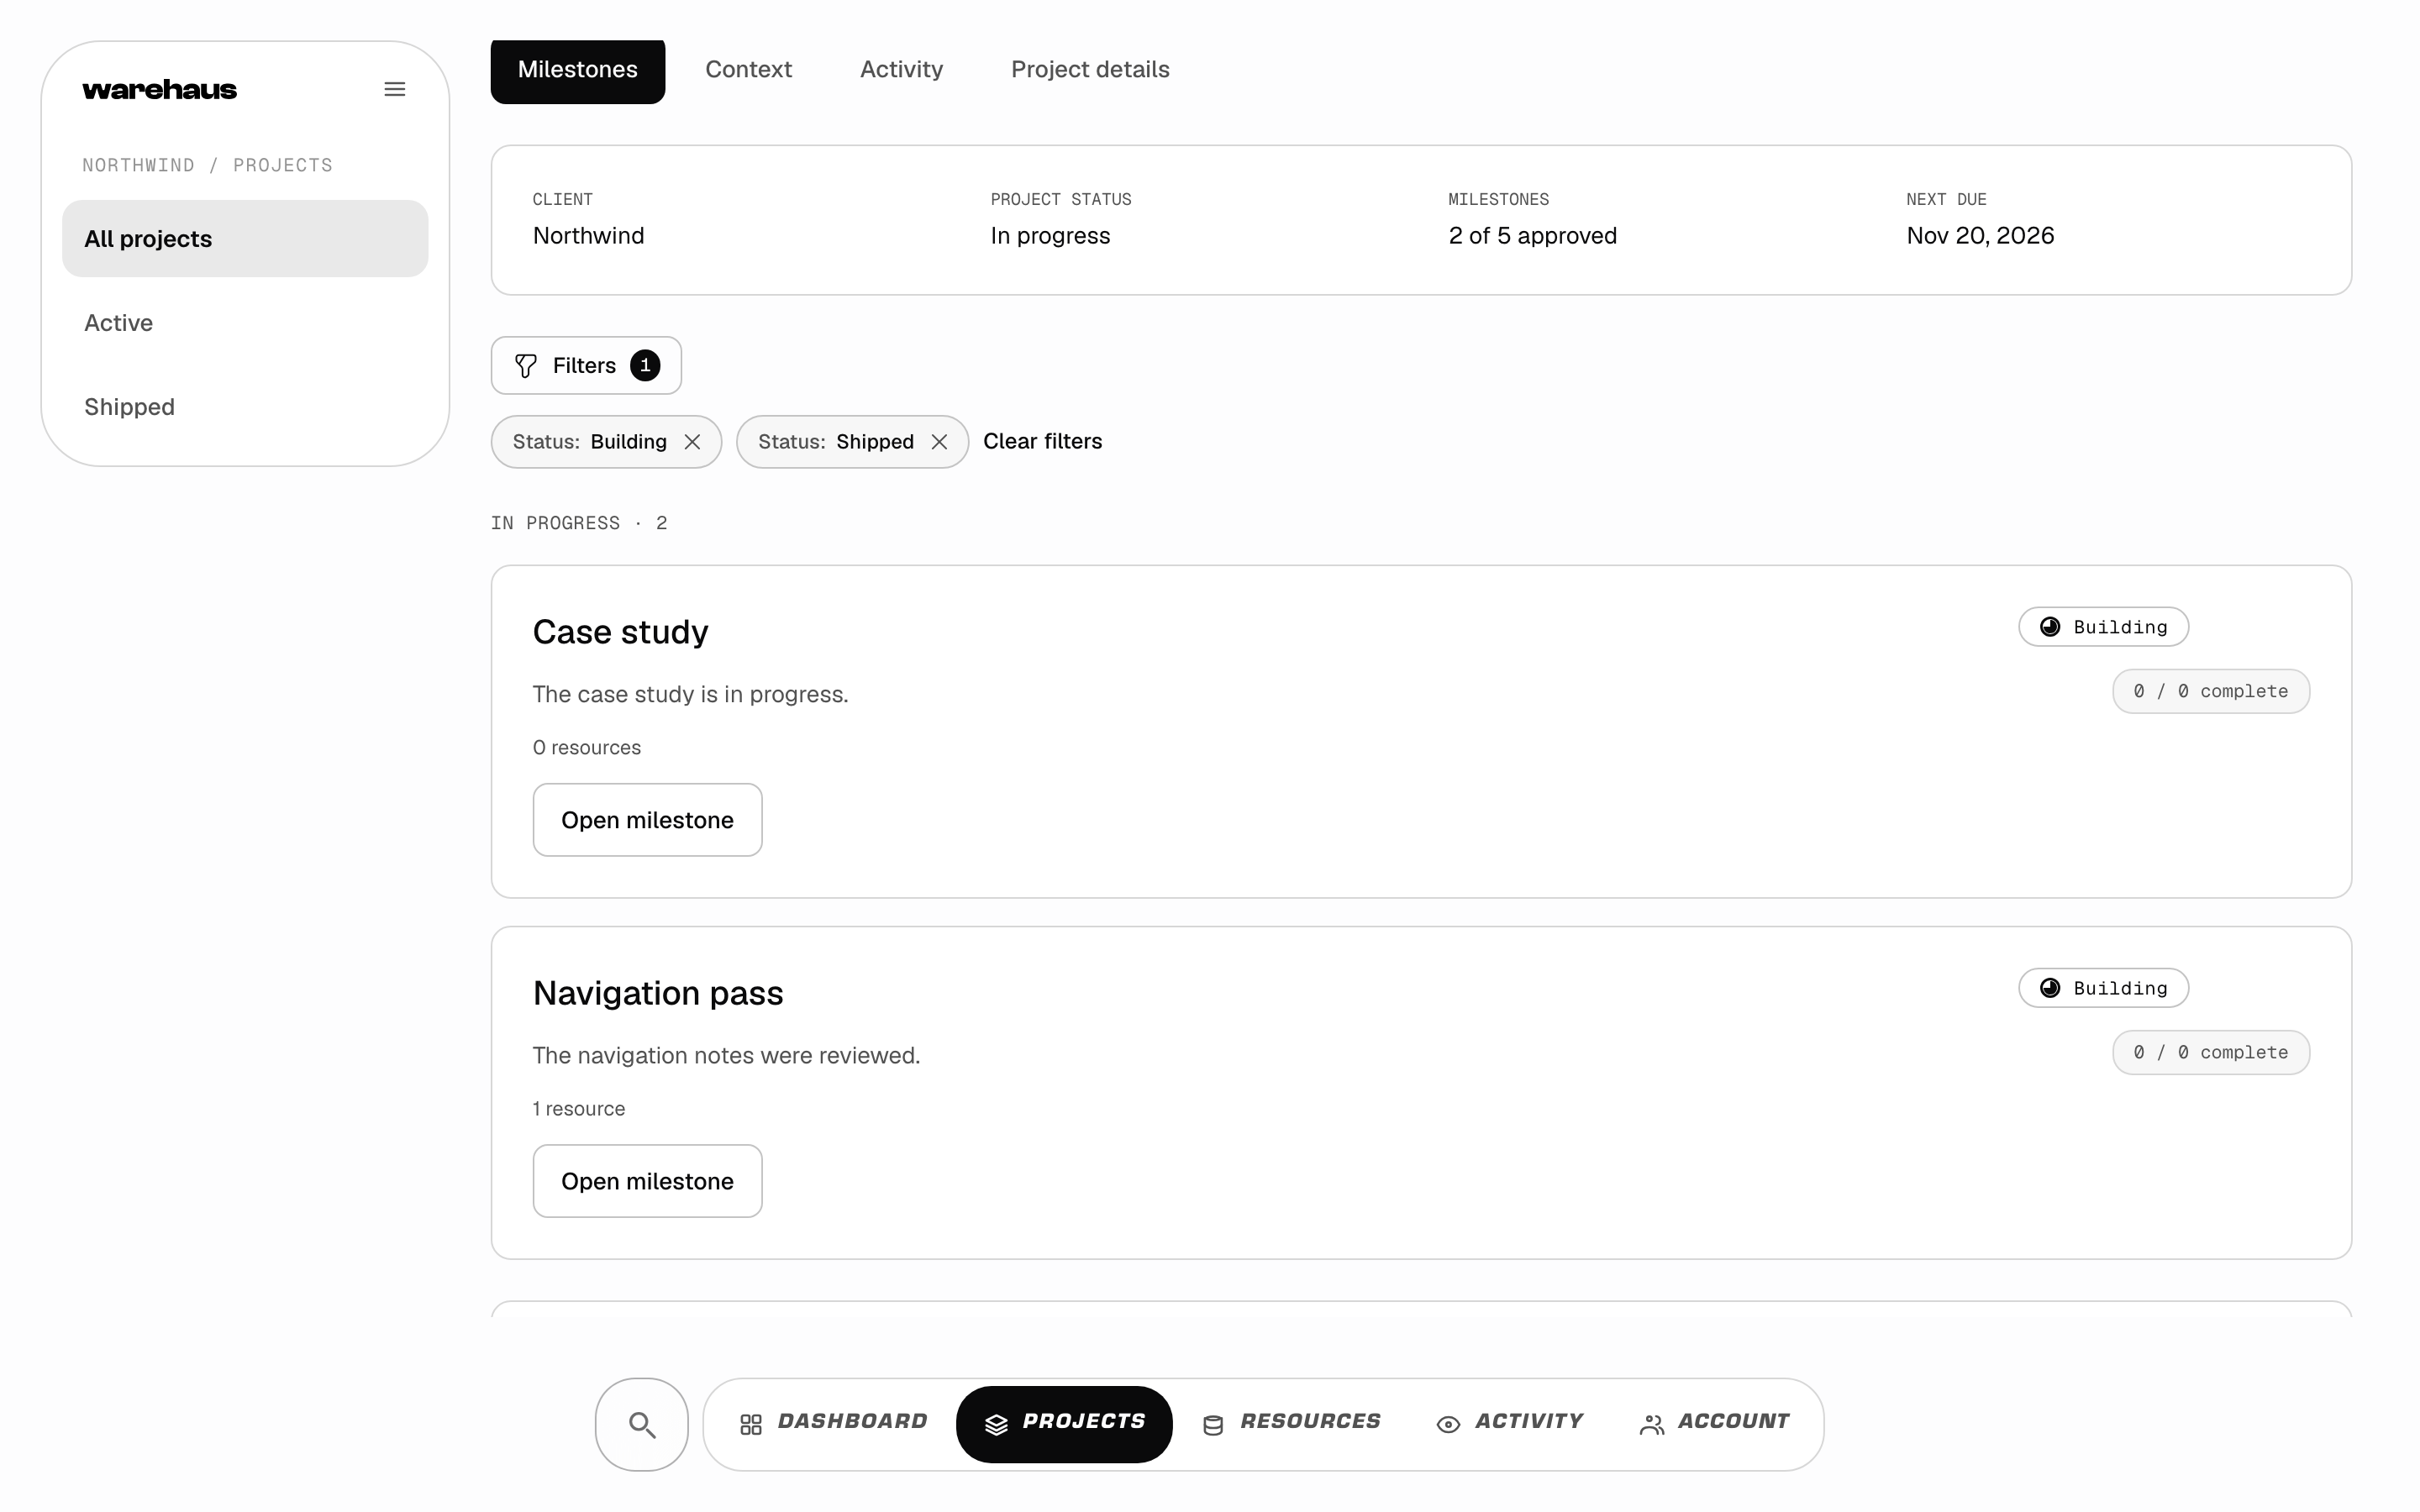 warehaus
NORTHWIND / PROJECTS
All projects
Active
Shipped
Milestones Context Activity Project details
CLIENT PROJECT STATUS MILESTONES NEXT DUE
Northwind In progress 2 of 5 approved Nov 20, 2026
Filters 1
Status: Building Status: Shipped Clear filters
IN PROGRESS · 2
Case study Building
The case study is in progress. 0 / 0 complete
0 resources
Open milestone
Navigation pass Building
The navigation notes were reviewed. 0 / 0 complete
1 resource
Open milestone
DASHBOARD PROJECTS RESOURCES ACTIVITY ACCOUNT